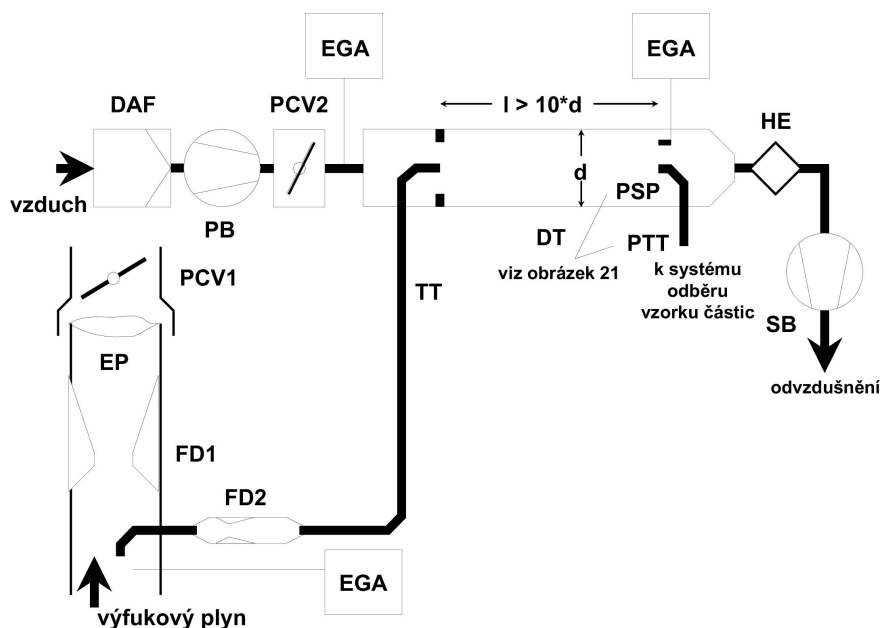 EGA
EGA
DAF
PCV2
l > 10*d
HE
vzduch
d
PSP
PB
DT
PTT
PCV1
viz obrázek 21
k systému
odběru
vzorku částic
TT
SB
EP
odvzdušnění
FD1
FD2
EGA
výfukový plyn